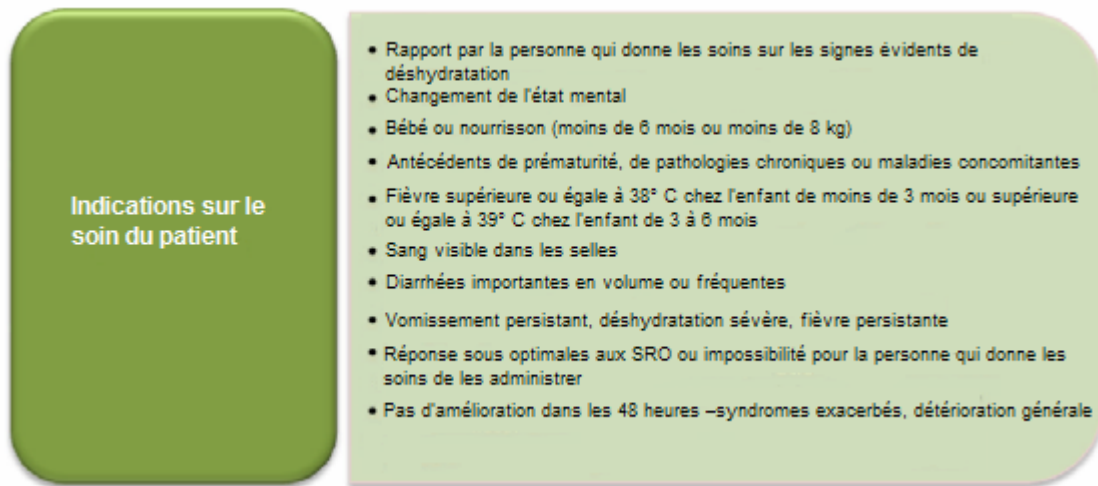 Indications sur le
soin du patient
• Rapport par la personne qui donne les soins sur les signes évidents de
déshydratation
• Changement de l'état mental
• Bébé ou nourrisson (moins de 6 mois ou moins de 8 kg)
• Antécédents de prématurité, de pathologies chroniques ou maladies concomitantes
• Fièvre supérieure ou égale à 38° C chez l'enfant de moins de 3 mois ou supérieure
ou égale à 39° C chez l'enfant de 3 à 6 mois
• Sang visible dans les selles
• Diarrhées importantes en volume ou fréquentes
• Vomissement persistant, déshydratation sévère, fièvre persistante
• Réponse sous optimales aux SRO ou impossibilité pour la personne qui donne les
soins de les administrer
• Pas d'amélioration dans les 48 heures –syndromes exacerbés, détérioration générale